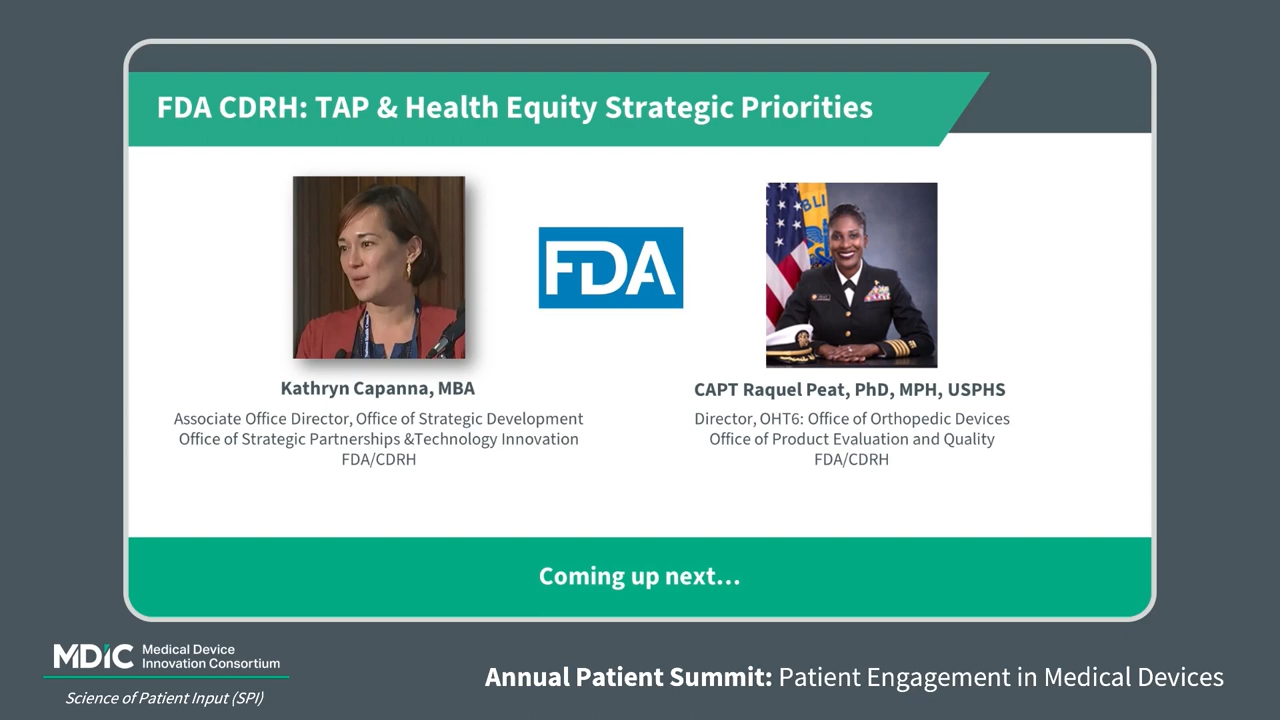 FDA CDRH: TAP & Health Equity Strategic Priorities
BLI
FDA
Kathryn Capanna, MBA
Associate Office Director, Office of Strategic Development
Office of Strategic Partnerships &Technology Innovation
FDA/CDRH
CAPT Raquel Peat, PhD, MPH, USPHS
Director, OHT6: Office of Orthopedic Devices
Office of Product Evaluation and Quality
FDA/CDRH
Coming up next...
MDIC Medical Device
Innovation Consortium
Science of Patient Input (SPI)
Annual Patient Summit: Patient Engagement in Medical Devices